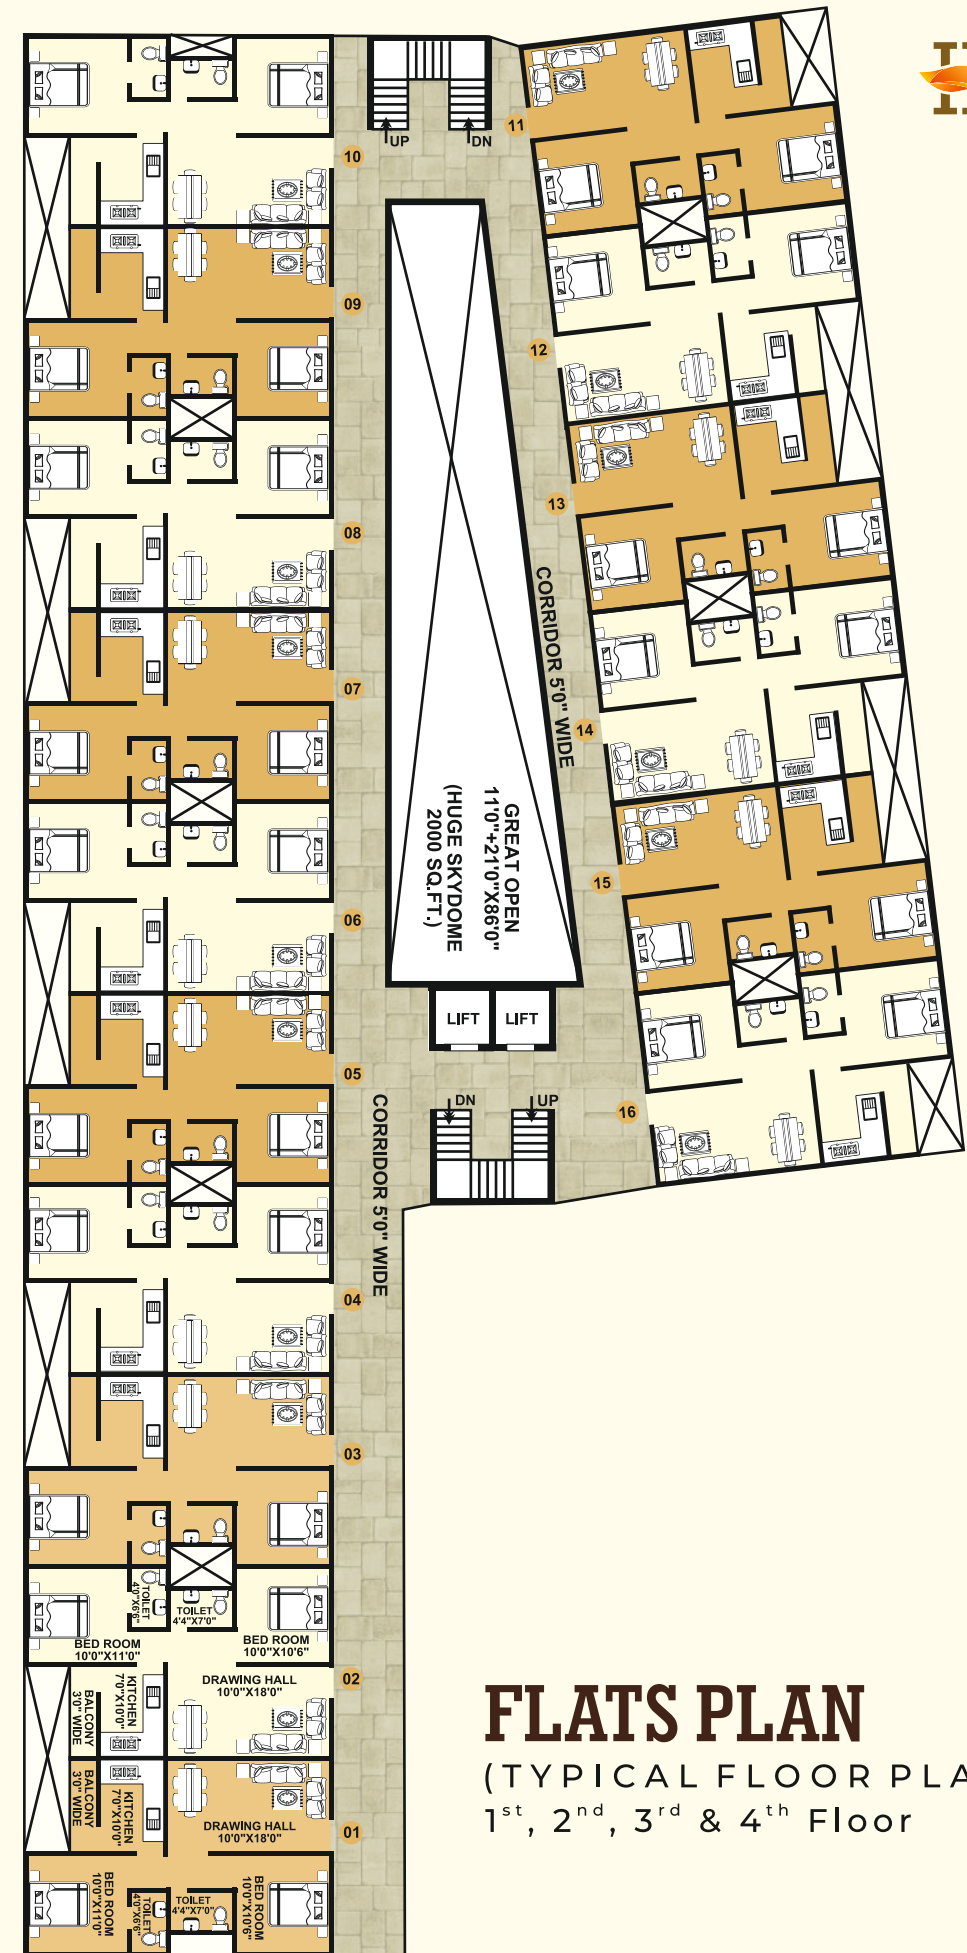 UP
DN
11
10
09
12
08
13
CORRIDOR 5'0" WIDE
07
14
GREAT OPEN
11'0"+21'0"X86'0"
(HUGE SKYDOME
2000 SQ.FT.)
15
06
LIFT
LIFT
05
DN
UP
16
CORRIDOR 5'0" WIDE
04
03
TOILET
4'0"X6'6"
TOILET
4'4"X7'0"
BED ROOM
10'0"X11'0"
BED ROOM
10'0"X10'6"
02
DRAWING HALL
10'0"X18'0"
KITCHEN
7'0"X10'0"
BALCONY
3'0" WIDE
BALCONY
3'0" WIDE
KITCHEN
7'0"X10'0"
DRAWING HALL
10'0"X18'0"
01
BED ROOM
10'0"X11'0"
TOILET
4'0"X6'6"
TOILET
4'4"X7'0"
BED ROOM
10'0"X10'6"
FLATS PLAN
(TYPICAL FLOOR PLA
1st, 2nd, 3rd & 4th Floor